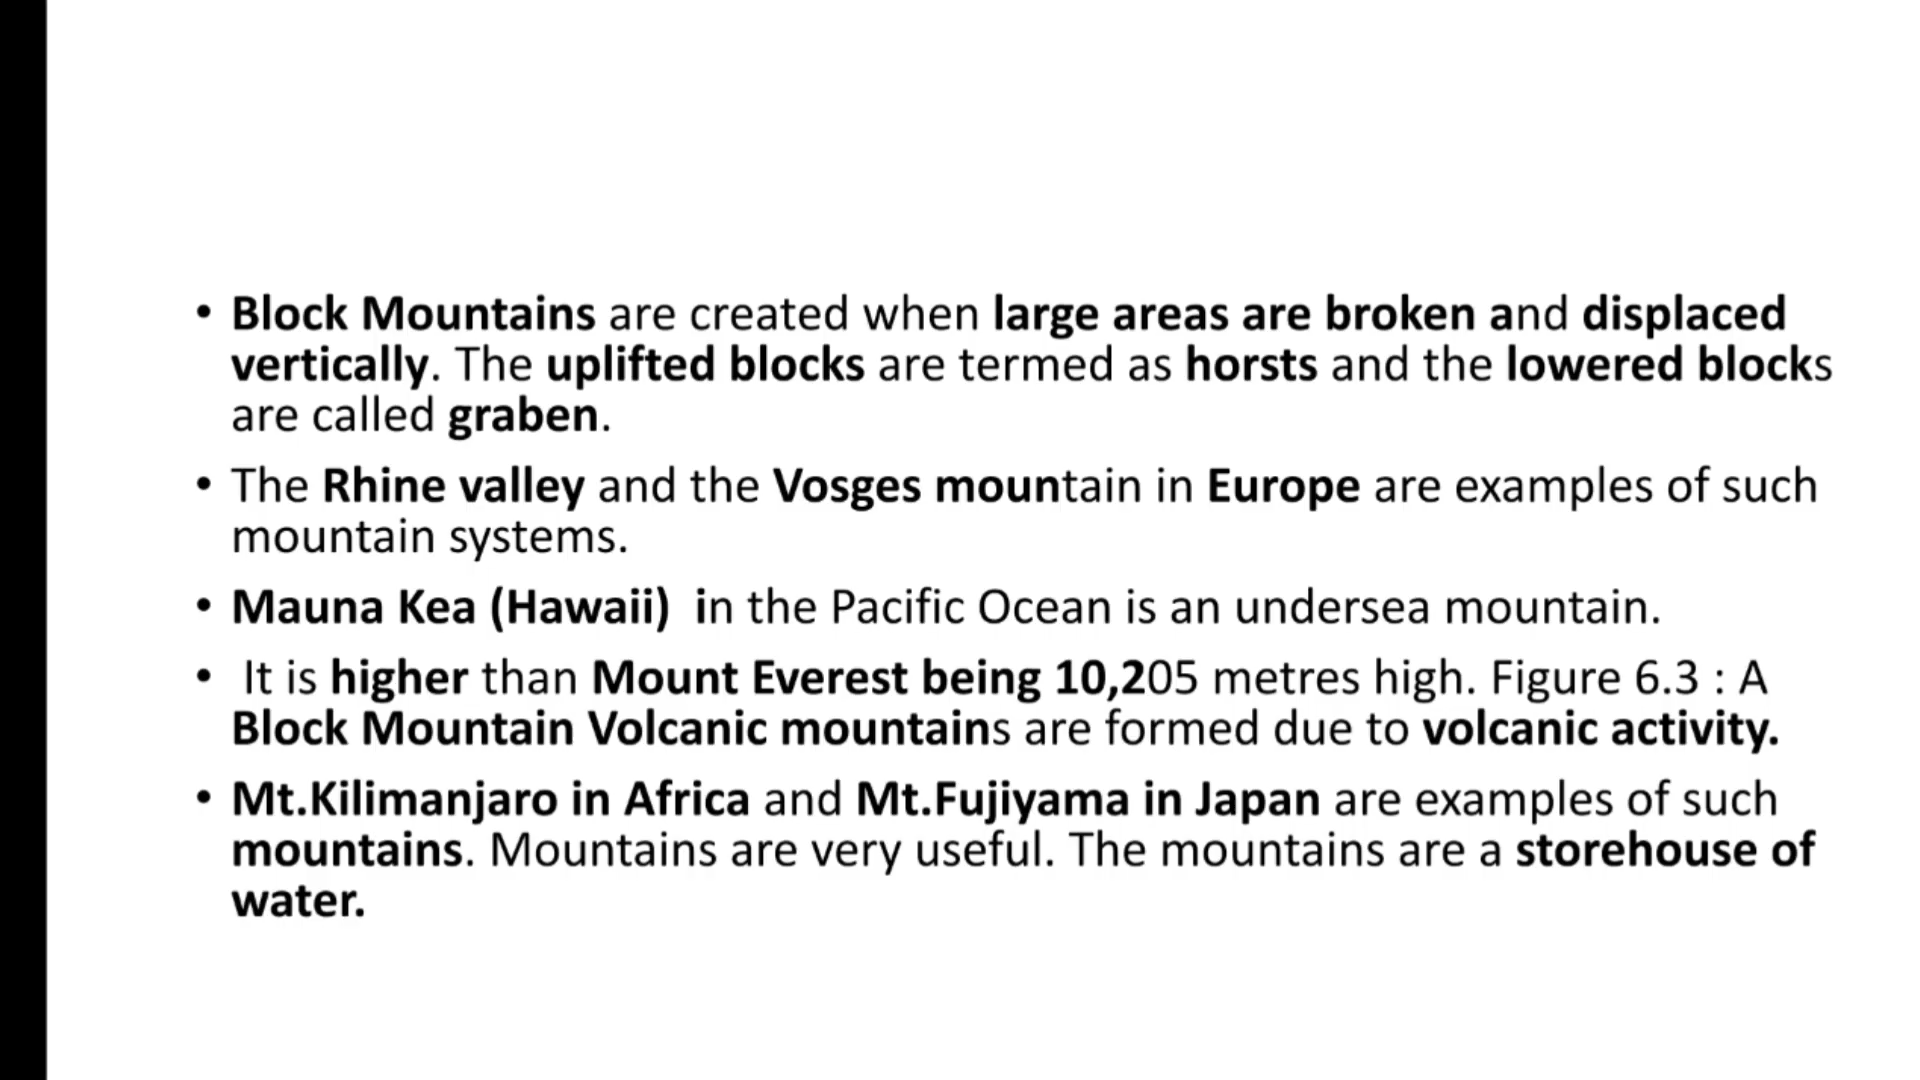 • Block Mountains are created when large areas are broken and displaced
vertically. The uplifted blocks are termed as horsts and the lowered blocks
are called graben.
• The Rhine valley and the Vosges mountain in Europe are examples of such
mountain systems.
• Mauna Kea (Hawaii)  in the Pacific Ocean is an undersea mountain.
•  It is higher than Mount Everest being 10,205 metres high. Figure 6.3 : A
Block Mountain Volcanic mountains are formed due to volcanic activity.
• Mt.Kilimanjaro in Africa and Mt.Fujiyama in Japan are examples of such
mountains. Mountains are very useful. The mountains are a storehouse of
water.